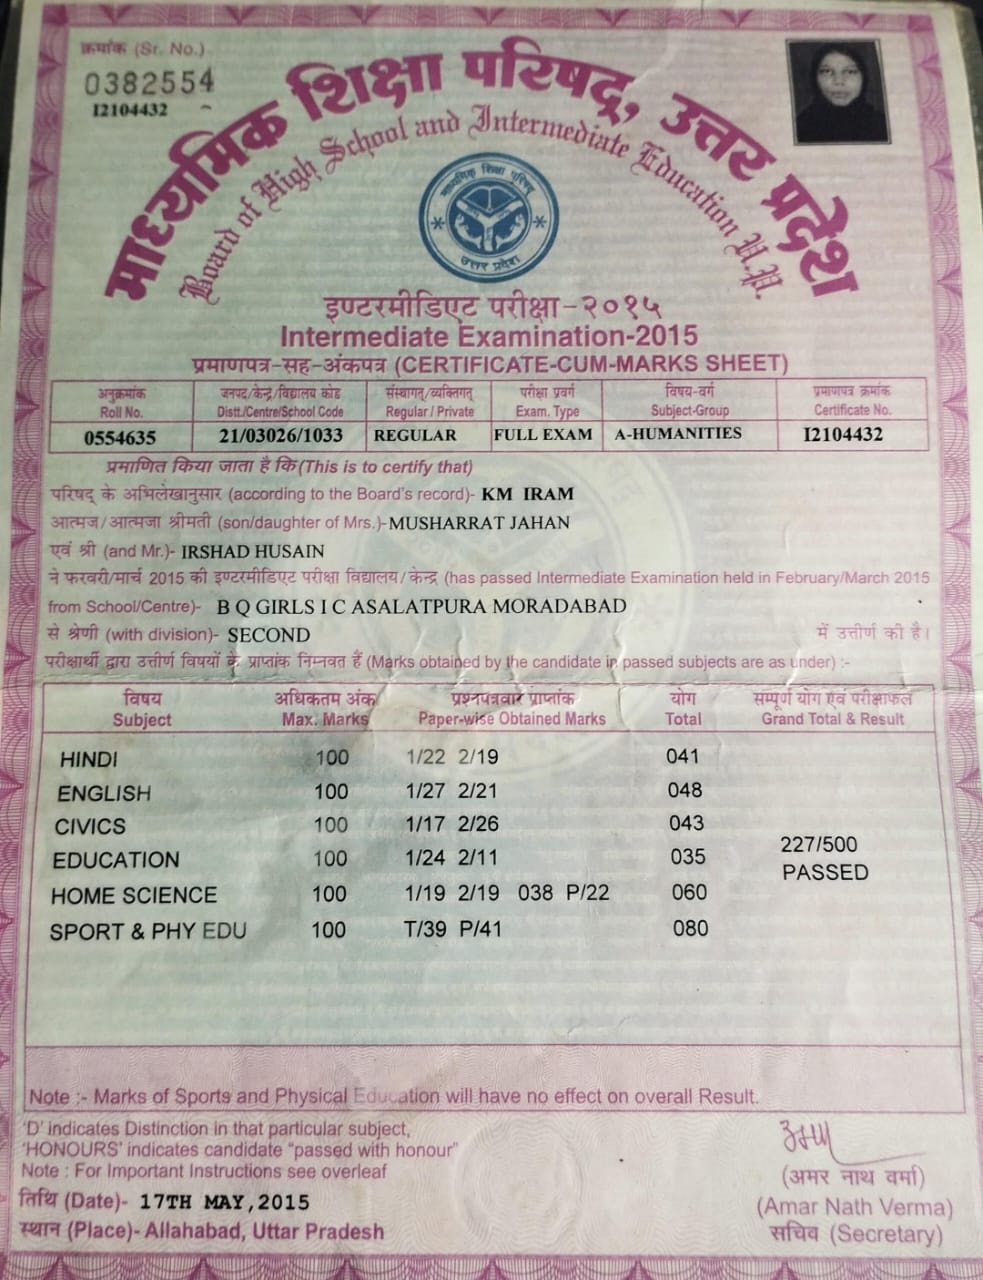 क्रमांक (Sr. No.)
0382554
I2104432
माध्यमिक शिक्षा परिषद्, उत्तर प्रदेश
Board of High School and Intermediate Education U.P.
माध्यमिक शिक्षा परिषद्
उत्तर प्रदेश
इण्टरमीडिएट परीक्षा-२०१५
Intermediate Examination-2015
प्रमाणपत्र-सह-अंकपत्र (CERTIFICATE-CUM-MARKS SHEET)
अनुक्रमांक जनपद/केन्द्र/विद्यालय कोड संस्थागत्/व्यक्तिगत् परीक्षा प्रवर्ग विषय-वर्ग प्रमाणपत्र क्रमांक
Roll No. Distt./Centre/School Code Regular / Private Exam. Type Subject-Group Certificate No.
0554635 21/03026/1033 REGULAR FULL EXAM A-HUMANITIES I2104432
प्रमाणित किया जाता है कि (This is to certify that)
परिषद् के अभिलेखानुसार (according to the Board's record)- KM IRAM
आत्मज/आत्मजा श्रीमती (son/daughter of Mrs.)- MUSHARRAT JAHAN
एवं श्री (and Mr.)- IRSHAD HUSAIN
ने फरवरी/मार्च 2015 की इण्टरमीडिएट परीक्षा विद्यालय/केन्द्र (has passed Intermediate Examination held in February/March 2015
from School/Centre)- B Q GIRLS I C ASALATPURA MORADABAD
से श्रेणी (with division)- SECOND में उत्तीर्ण की है।
परीक्षार्थी द्वारा उत्तीर्ण विषयों के प्राप्तांक निम्नवत हैं (Marks obtained by the candidate in passed subjects are as under) :-
विषय अधिकतम अंक प्रश्नपत्रवार प्राप्तांक योग सम्पूर्ण योग एवं परीक्षाफल
Subject Max. Marks Paper-wise Obtained Marks Total Grand Total & Result
HINDI 100 1/22 2/19 041
ENGLISH 100 1/27 2/21 048
CIVICS 100 1/17 2/26 043
227/500
EDUCATION 100 1/24 2/11 035
PASSED
HOME SCIENCE 100 1/19 2/19 038 P/22 060
SPORT & PHY EDU 100 T/39 P/41 080
Note :- Marks of Sports and Physical Education will have no effect on overall Result.
'D' indicates Distinction in that particular subject,
'HONOURS' indicates candidate "passed with honour"
Note : For Important Instructions see overleaf
(अमर नाथ वर्मा)
तिथि (Date)- 17TH MAY,2015
(Amar Nath Verma)
स्थान (Place)- Allahabad, Uttar Pradesh
सचिव (Secretary)